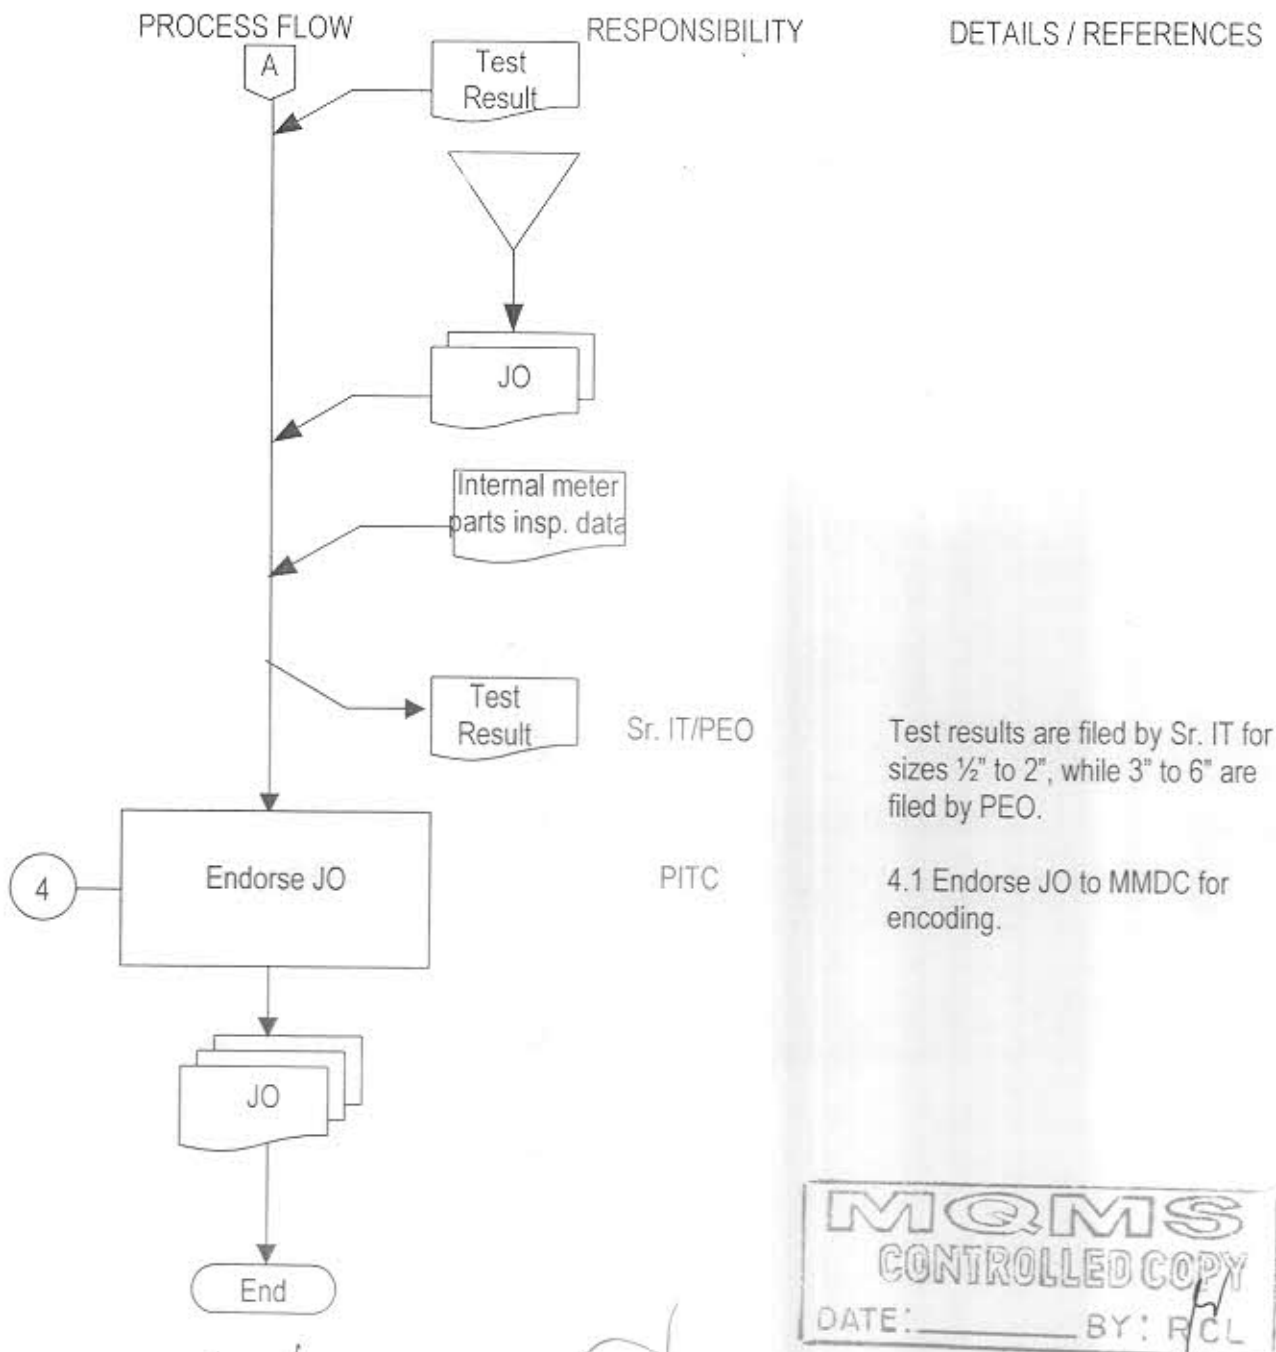 PROCESS FLOW
RESPONSIBILITY
DETAILS / REFERENCES
A
Test
Result
JO
Internal meter
parts insp. data
Test
Result
Sr. IT/PEO
Test results are filed by Sr. IT for
sizes ½" to 2", while 3" to 6" are
filed by PEO.
4
Endorse JO
PITC
4.1 Endorse JO to MMDC for
encoding.
JO
End
MQMS
CONTROLLED COPY
DATE:________ BY: RCL